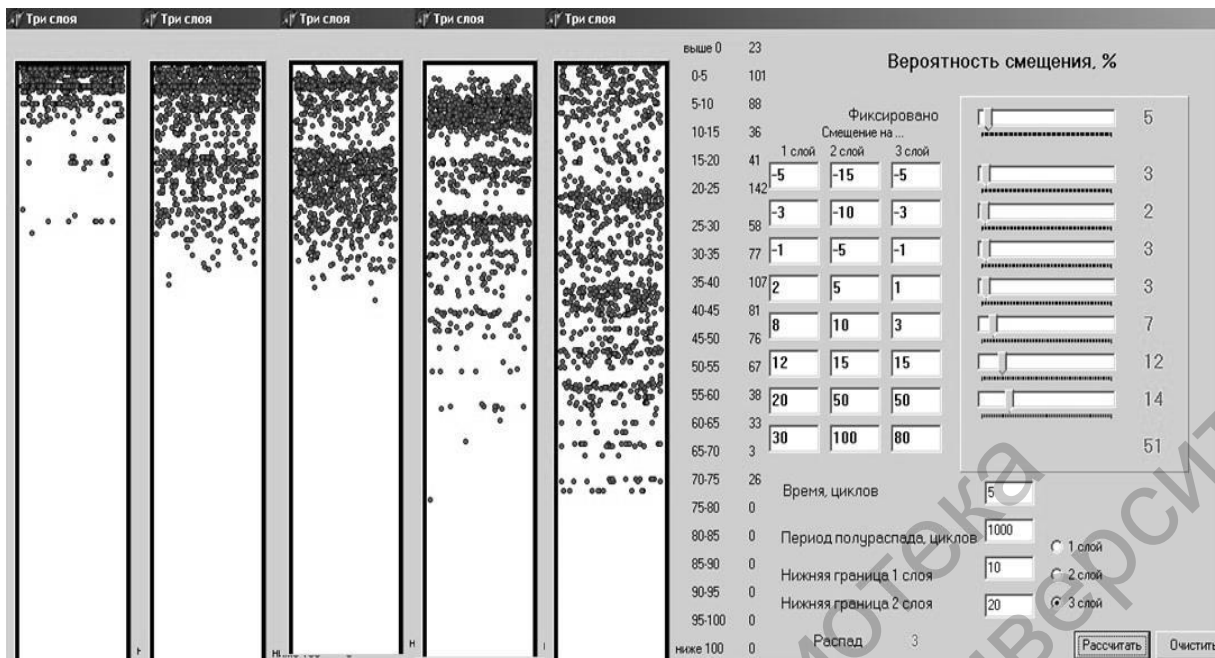 Три слоя
Три слоя
Три слоя
Три слоя
Три слоя
выше 0 23
0-5 101
5-10 88
10-15 36
15-20 41
20-25 142
25-30 58
30-35 77
35-40 107
40-45 81
45-50 76
50-55 67
55-60 38
60-65 33
65-70 3
70-75 26
75-80 0
80-85 0
85-90 0
90-95 0
95-100 0
ниже 100 0
Вероятность смещения, %
Фиксировано 5
Смещение на ...
1 слой 2 слой 3 слой
-5 -15 -5 3
-3 -10 -3 2
-1 -5 -1 3
2 5 1 3
8 10 3 7
12 15 15 12
20 50 50 14
30 100 80 51
Время, циклов 5
Период полураспада, циклов 1000
Нижняя граница 1 слоя 10
Нижняя граница 2 слоя 20
1 слой
2 слой
3 слой
Распад 3
Рассчитать
Очистить